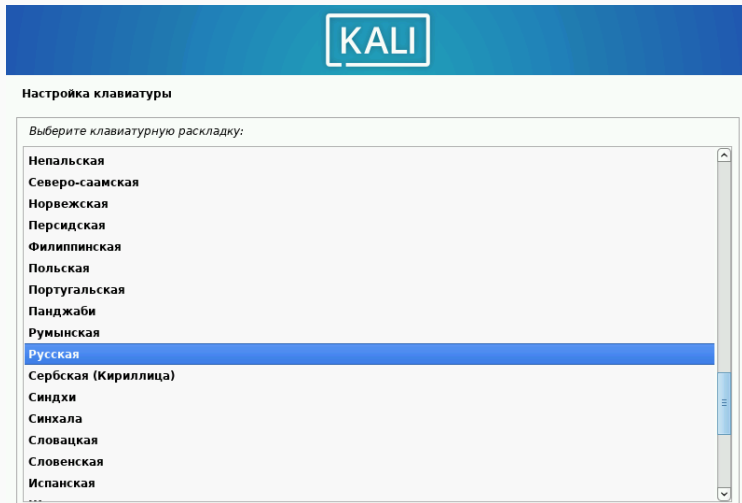 KALI
Настройка клавиатуры
Выберите клавиатурную раскладку:
Непальская
Северо-саамская
Норвежская
Персидская
Филиппинская
Польская
Португальская
Панджаби
Румынская
Русская
Сербская (Кириллица)
Синдхи
Синхала
Словацкая
Словенская
Испанская